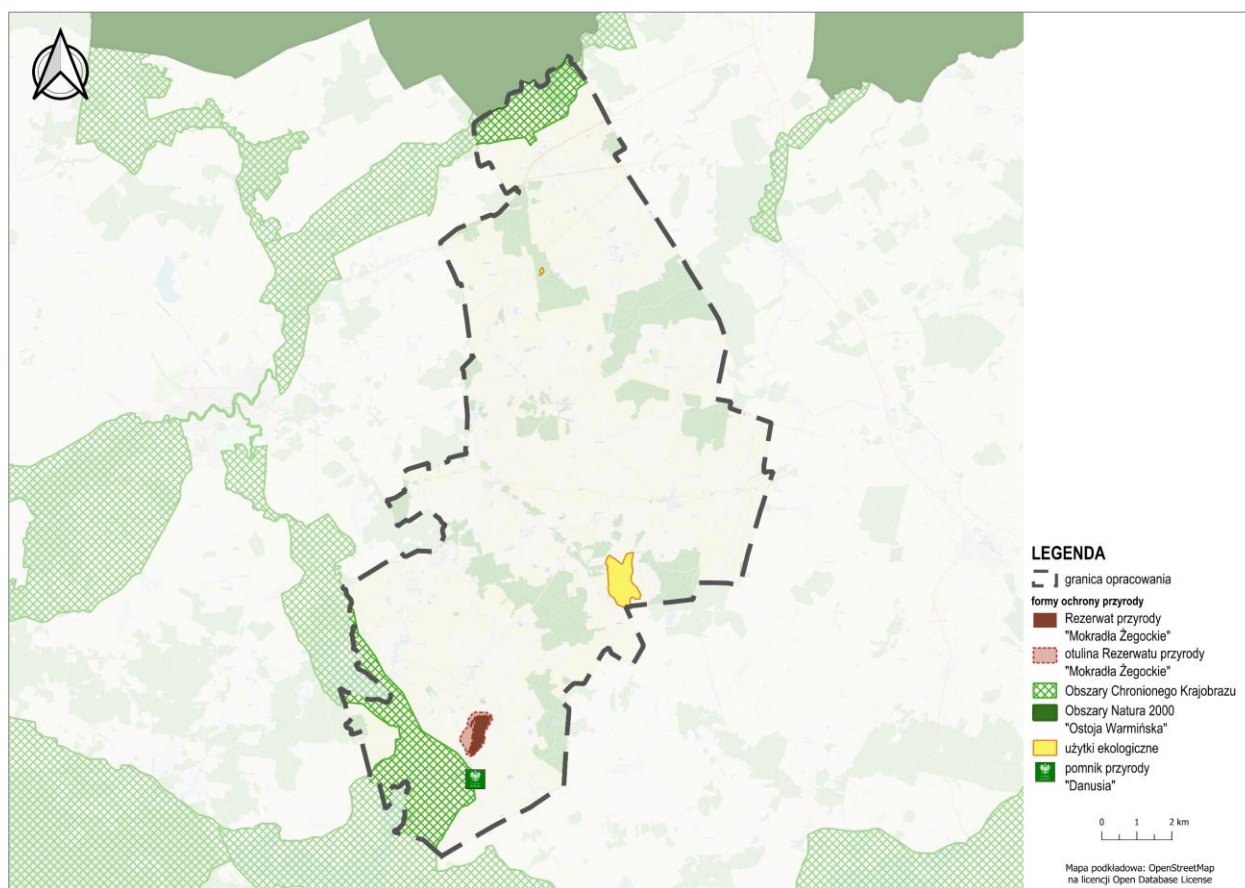 LEGENDA
granica opracowania
formy ochrony przyrody
Rezerwat przyrody
"Mokradła Żegockie"
otulina Rezerwatu przyrody
"Mokradła Żegockie"
Obszary Chronionego Krajobrazu
Obszary Natura 2000
"Ostoja Warmińska"
użytki ekologiczne
pomnik przyrody
"Danusia"
0 1 2 km
Mapa podkładowa: OpenStreetMap
na licencji Open Database License